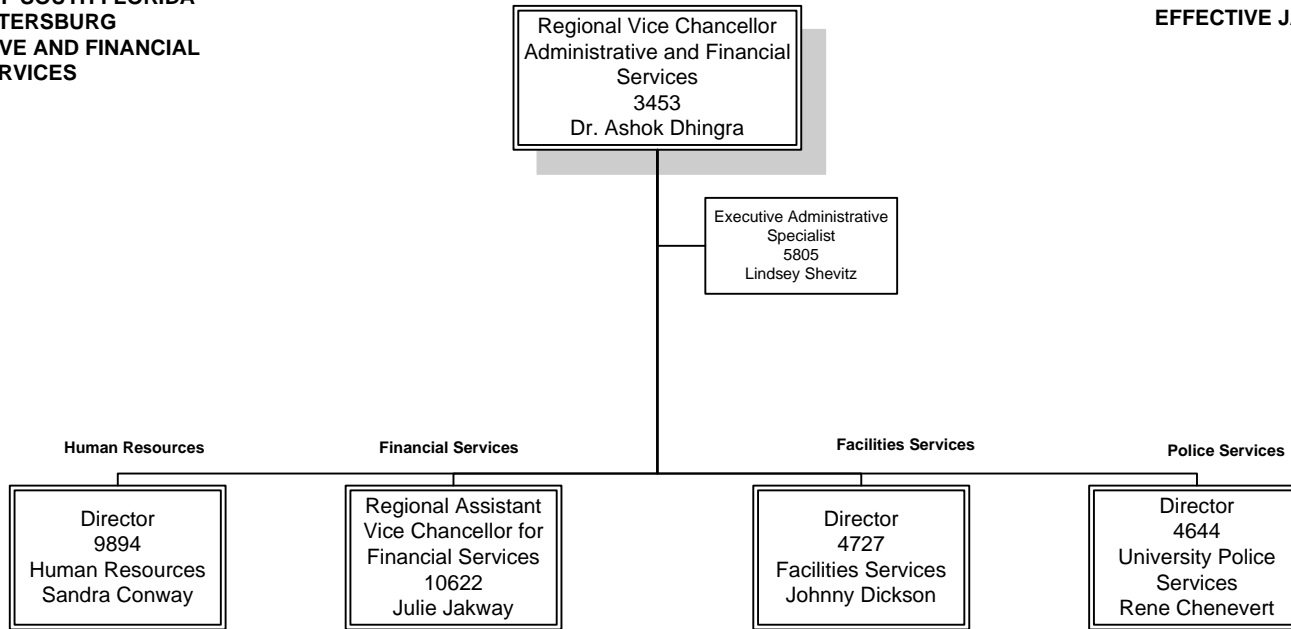 SOUTH FLORIDA
AND FINANCIAL
EFFECTIVE
Regional Vice Chancellor
Administrative and Financial
Services
3453
Dr. Ashok Dhingra
Executive Administrative
Specialist
5805
Lindsey Shevitz
Human Resources
Financial Services
Facilities Services
Police Services
Director
9894
Human Resources
Sandra Conway
Regional Assistant
Vice Chancellor for
Financial Services
10622
Julie Jakway
Director
4727
Facilities Services
Johnny Dickson
Director
4644
University Police
Services
Rene Chenevert